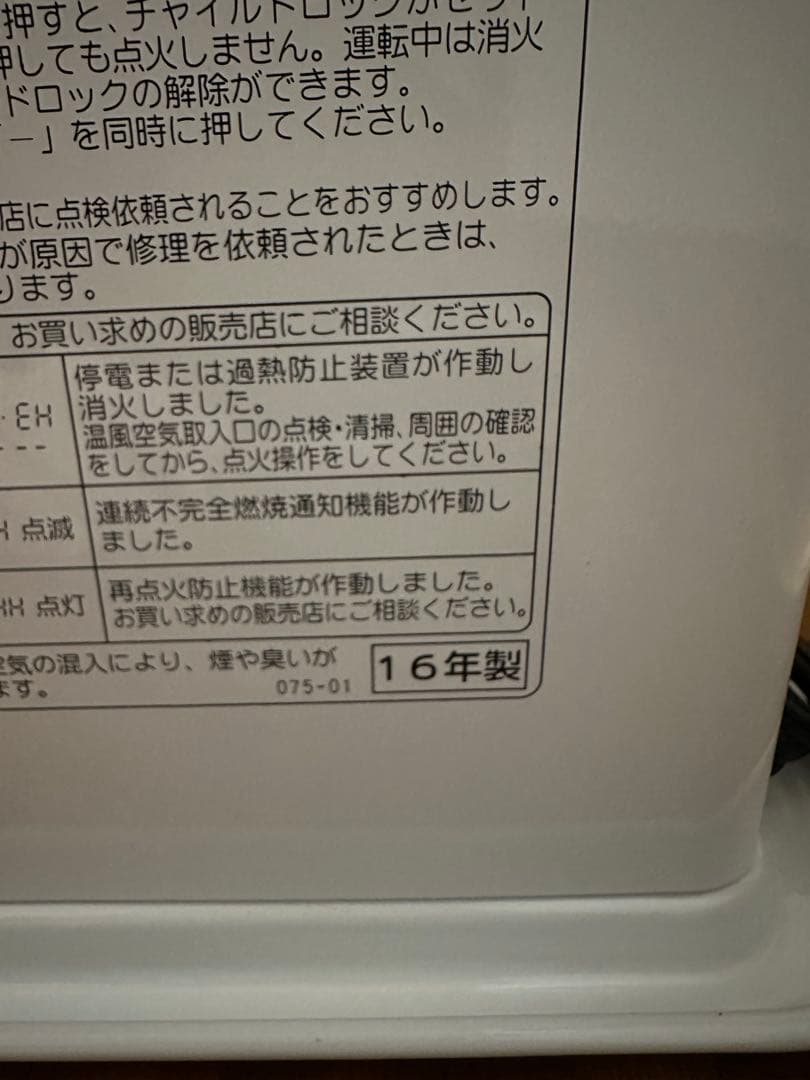 押すと、チャイルドロックがセット
押しても点火しません。運転中は消火
ドロックの解除ができます。
－」を同時に押してください。
店に点検依頼されることをおすすめします。
が原因で修理を依頼されたときは、
ります。
お買い求めの販売店にご相談ください。
停電または過熱防止装置が作動し
EH 消火しました。
--- 温風空気取入口の点検・清掃、周囲の確認
をしてから、点火操作をしてください。
点滅 連続不完全燃焼通知機能が作動し
ました。
HH 点灯 再点火防止機能が作動しました。
お買い求めの販売店にご相談ください。
空気の混入により、煙や臭いが
ます。 075-01
16年製